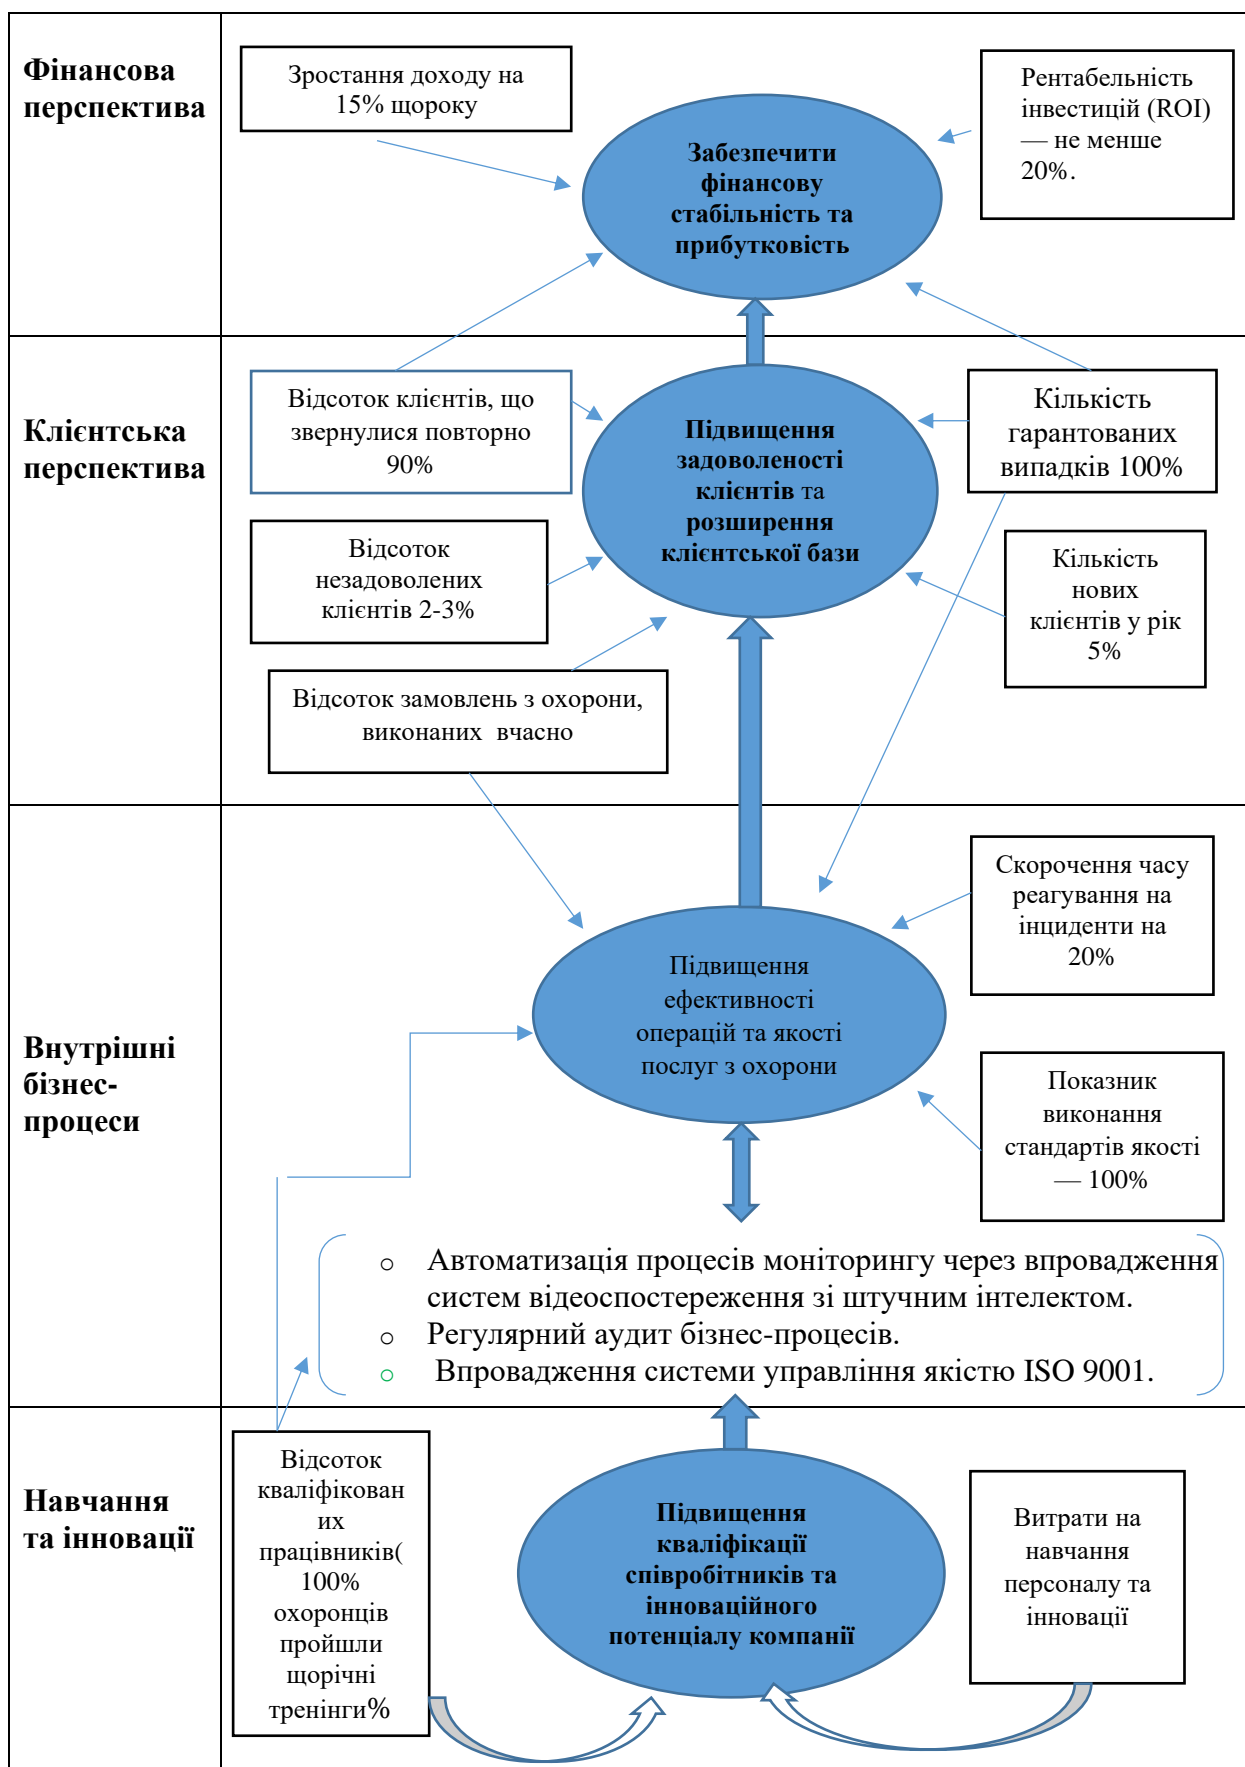 Фінансова
перспектива
Зростання доходу на
15% щороку
Рентабельність
інвестицій (ROI)
— не менше
20%.
Забезпечити
фінансову
стабільність та
прибутковість
Клієнтська
перспектива
Відсоток клієнтів, що
звернулися повторно
90%
Підвищення
задоволеності
клієнтів та
розширення
клієнтської бази
Кількість
гарантованих
випадків 100%
Відсоток
незадоволених
клієнтів 2-3%
Кількість
нових
клієнтів у рік
5%
Відсоток замовлень з охорони,
виконаних вчасно
Внутрішні
бізнес-
процеси
Скорочення часу
реагування на
інциденти на
20%
Підвищення
ефективності
операцій та якості
послуг з охорони
Показник
виконання
стандартів якості
— 100%
o Автоматизація процесів моніторингу через впровадження
систем відеоспостереження зі штучним інтелектом.
o Регулярний аудит бізнес-процесів.
o Впровадження системи управління якістю ISO 9001.
Навчання
та інновації
Відсоток
кваліфікован
их
працівників(
100%
охоронців
пройшли
щорічні
тренінги%
Підвищення
кваліфікації
співробітників та
інноваційного
потенціалу компанії
Витрати на
навчання
персоналу та
інновації